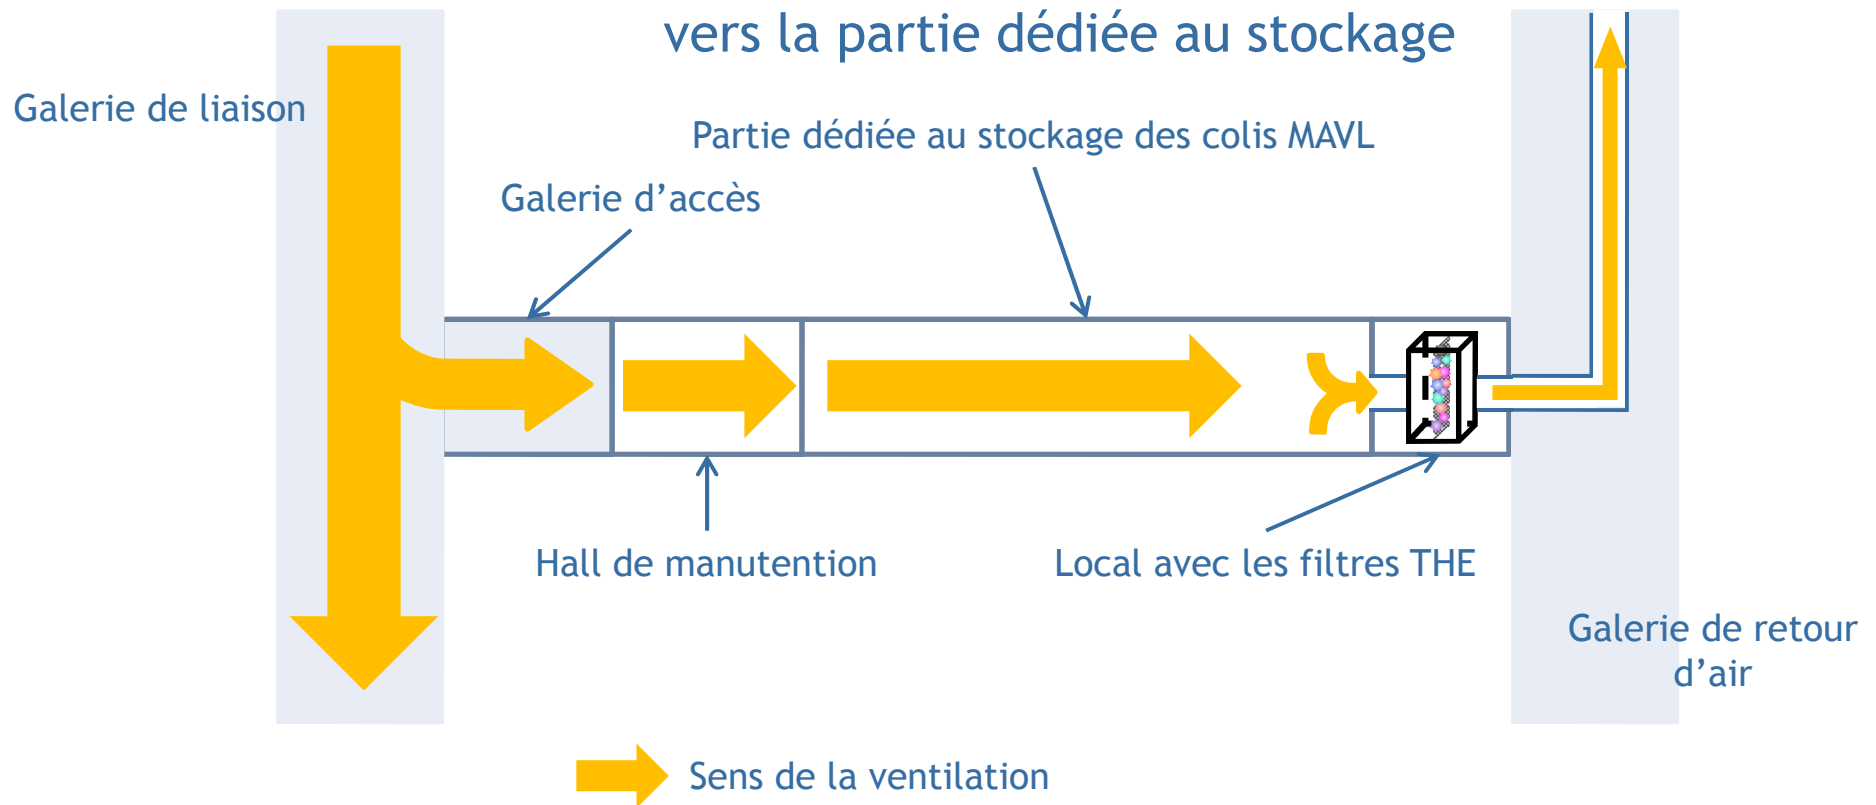 vers la partie dédiée au stockage
Galerie de liaison
Partie dédiée au stockage des colis MAVL
Galerie d’accès
Hall de manutention
Local avec les filtres THE
Galerie de retour
d’air
Sens de la ventilation